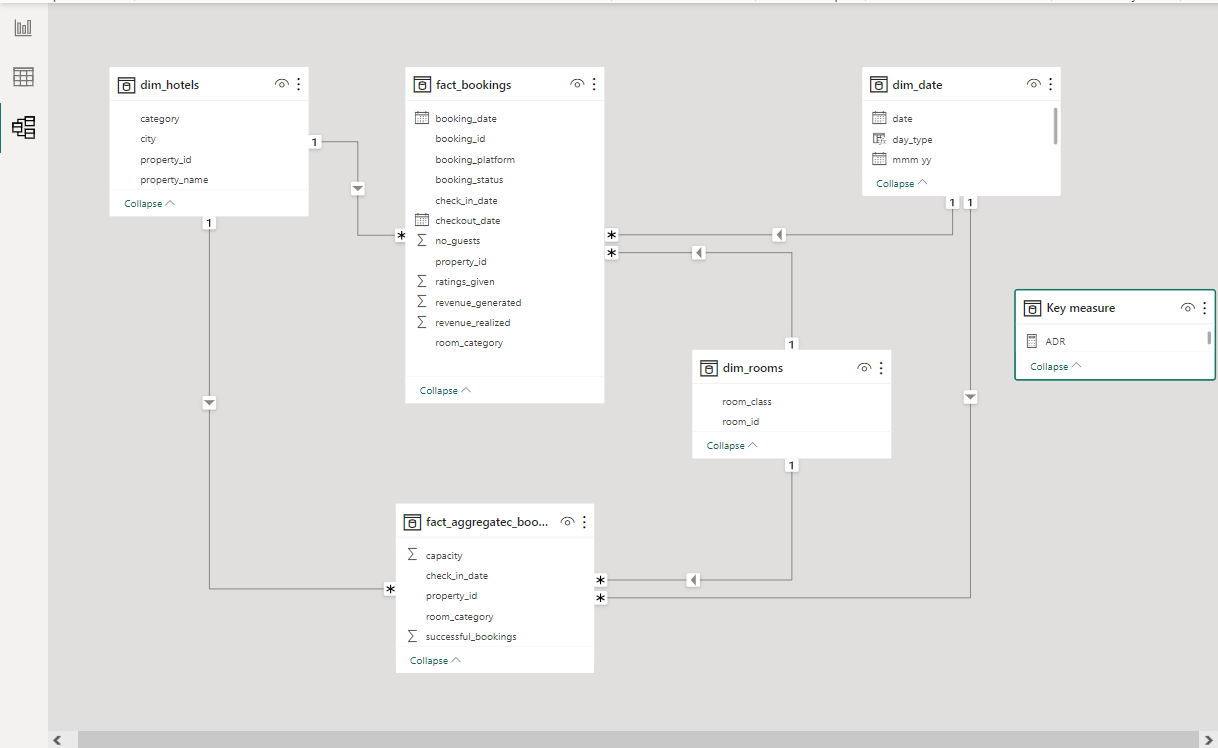 dim_hotels
category
city
property_id
property_name
Collapse
1
1
fact_bookings
booking_date
booking_id
booking_platform
booking_status
check_in_date
checkout_date
no_guests
property_id
ratings_given
revenue_generated
revenue_realized
room_category
Collapse
*
*
*
dim_date
date
day_type
mmm yy
Collapse
1 1
Key measure
ADR
Collapse
1
dim_rooms
room_class
room_id
Collapse
1
fact_aggregatec_boo...
capacity
check_in_date
property_id
room_category
successful_bookings
Collapse
*
*
*